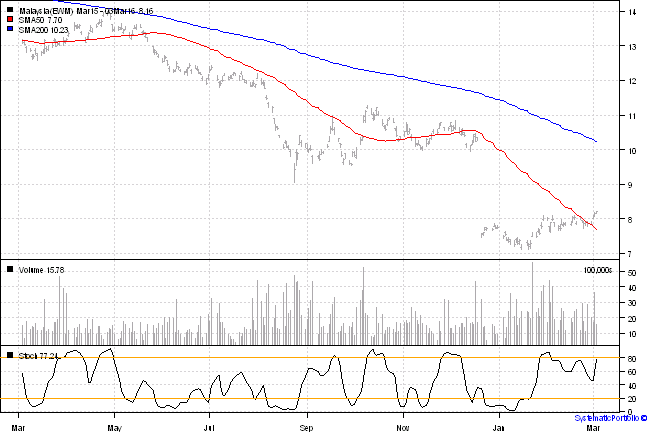 Malaysia(EWM) Mar15 - 03Mar16 8.16
SMA50 7.70
SMA200 10.23
14
13
12
11
10
9
8
7
Volume 15.78
100,000s
50
40
30
20
10
Stoch 77.24
80
60
40
20
0
SystematicPortfolio ©
Mar May Jul Sep Nov Jan Mar